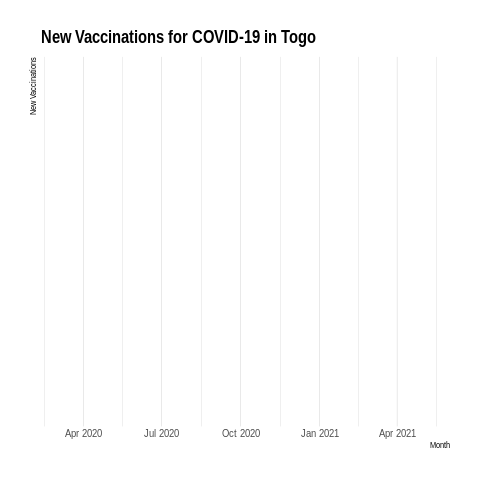 New Vaccinations for COVID-19 in Togo
New Vaccinations
Apr 2020
Jul 2020
Oct 2020
Jan 2021
Apr 2021
Month